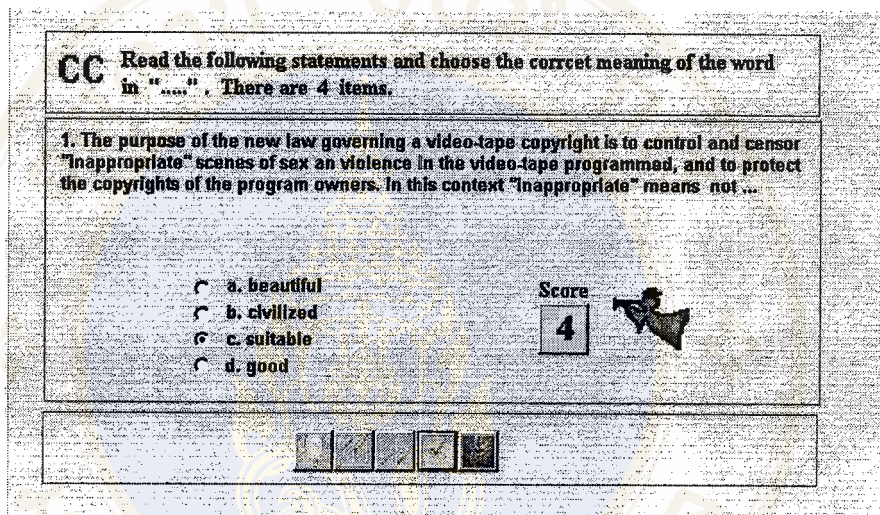 CC Read the following statements and choose the corrcet meaning of the word
in ".....". There are 4 items.
1. The purpose of the new law governing a video-tape copyright is to control and censor
"Inappropriate" scenes of sex an violence in the video-tape programmed, and to protect
the copyrights of the program owners. In this context "Inappropriate" means not ...
a. beautiful
b. civilized
c. suitable
d. good
Score
4